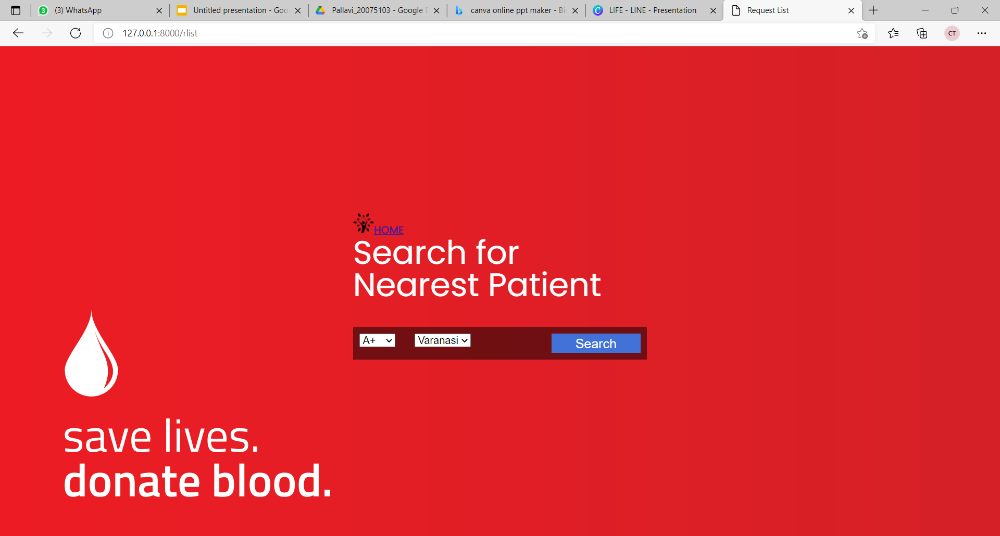 3
(3) WhatsApp
Untitled presentation - Goo
Pallavi_20075103 - Google
canva online ppt maker - Bi
C
LIFE - LINE - Presentation
Request List
127.0.0.1:8000/rlist
CT
HOME
Search for
Nearest Patient
A+
Varanasi
Search
save lives.
donate blood.